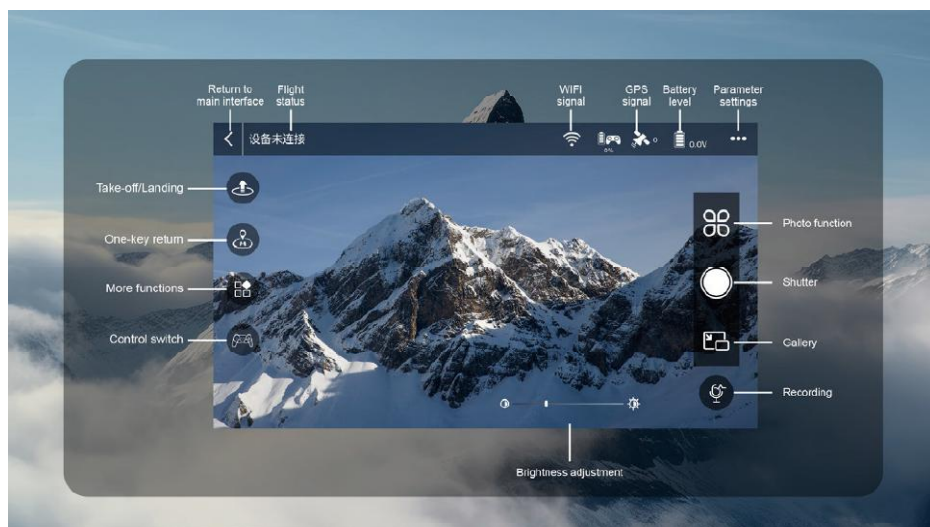 Return to
main interface
Flight
status
WIFI
signal
GPS
signal
Battery
level
Parameter
settings
设备未连接
0%
0
0.0V
Take-off/Landing
One-key return
More functions
Control switch
Photo function
Shutter
Gallery
Recording
Brightness adjustment